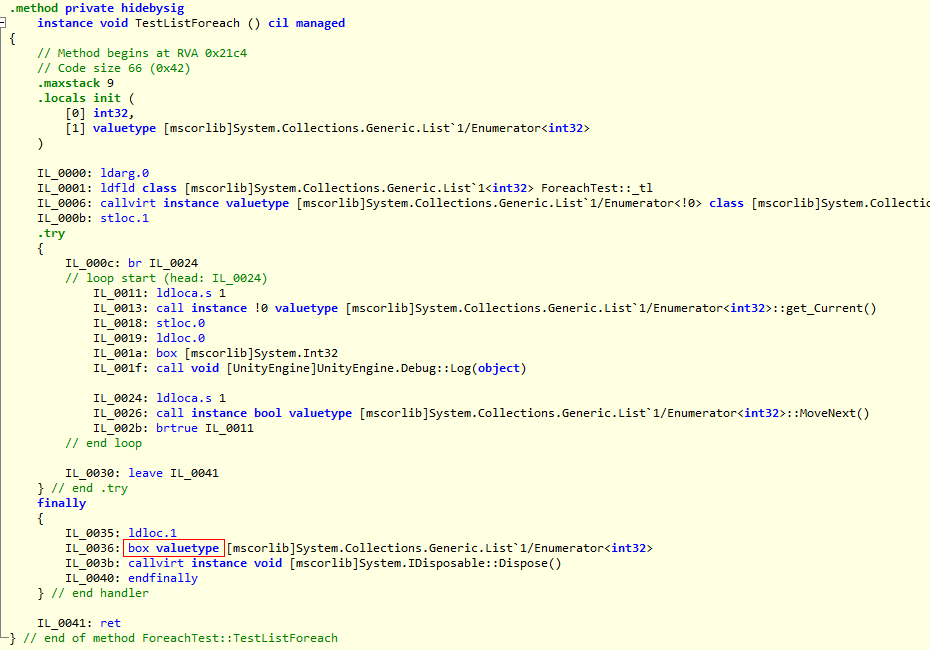 .method private hidebysig
instance void TestListForeach () cil managed
{
// Method begins at RVA 0x21c4
// Code size 66 (0x42)
.maxstack 9
.locals init (
[0] int32,
[1] valuetype [mscorlib]System.Collections.Generic.List`1/Enumerator<int32>
)
IL_0000: ldarg.0
IL_0001: ldfld class [mscorlib]System.Collections.Generic.List`1<int32> ForeachTest::_tl
IL_0006: callvirt instance valuetype [mscorlib]System.Collections.Generic.List`1/Enumerator<!0> class [mscorlib]System.Collectio
IL_000b: stloc.1
.try
{
IL_000c: br IL_0024
// loop start (head: IL_0024)
IL_0011: ldloca.s 1
IL_0013: call instance !0 valuetype [mscorlib]System.Collections.Generic.List`1/Enumerator<int32>::get_Current()
IL_0018: stloc.0
IL_0019: ldloc.0
IL_001a: box [mscorlib]System.Int32
IL_001f: call void [UnityEngine]UnityEngine.Debug::Log(object)
IL_0024: ldloca.s 1
IL_0026: call instance bool valuetype [mscorlib]System.Collections.Generic.List`1/Enumerator<int32>::MoveNext()
IL_002b: brtrue IL_0011
// end loop
IL_0030: leave IL_0041
} // end .try
finally
{
IL_0035: ldloc.1
IL_0036: box valuetype [mscorlib]System.Collections.Generic.List`1/Enumerator<int32>
IL_003b: callvirt instance void [mscorlib]System.IDisposable::Dispose()
IL_0040: endfinally
} // end handler
IL_0041: ret
} // end of method ForeachTest::TestListForeach